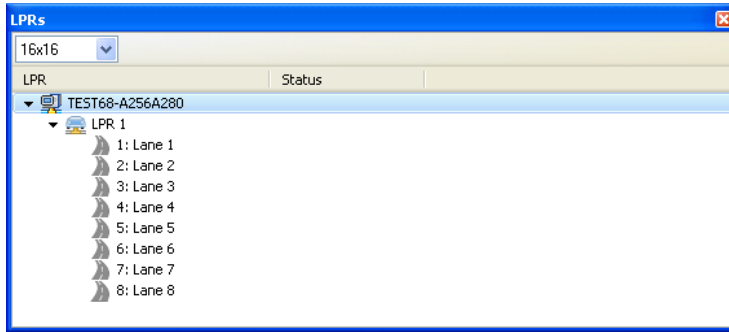 LPRs
16x16
LPR Status
TEST68-A256A280
LPR 1
1: Lane 1
2: Lane 2
3: Lane 3
4: Lane 4
5: Lane 5
6: Lane 6
7: Lane 7
8: Lane 8